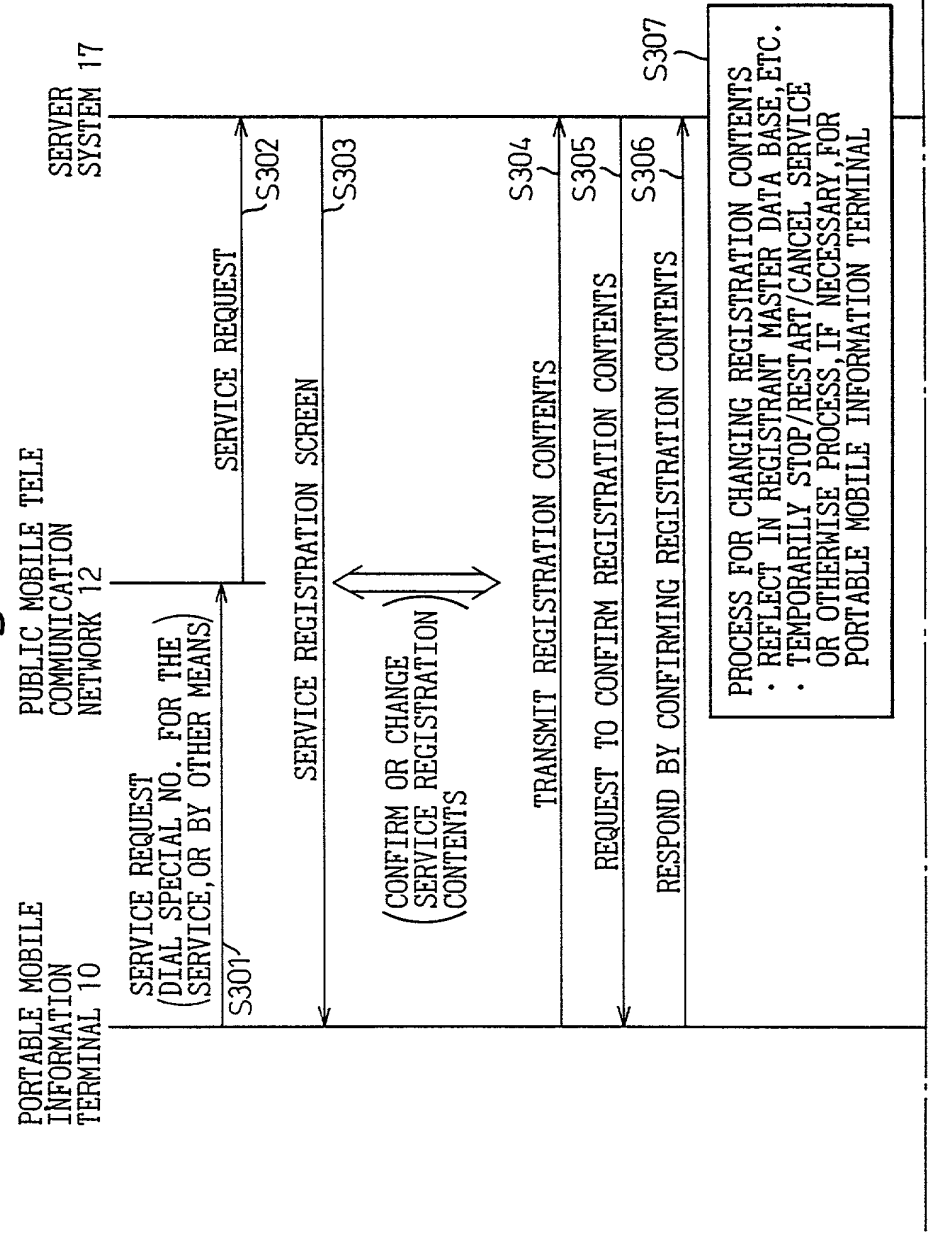 PORTABLE MOBILE
INFORMATION
TERMINAL 10
PUBLIC MOBILE TELE
COMMUNICATION
NETWORK 12
SERVER
SYSTEM 17
SERVICE REQUEST
(DIAL SPECIAL NO. FOR THE
SERVICE,OR BY OTHER MEANS)
S301
SERVICE REQUEST
S302
SERVICE REGISTRATION SCREEN
S303
(CONFIRM OR CHANGE
SERVICE REGISTRATION
CONTENTS)
TRANSMIT REGISTRATION CONTENTS
S304
REQUEST TO CONFIRM REGISTRATION CONTENTS
S305
RESPOND BY CONFIRMING REGISTRATION CONTENTS
S306
S307
PROCESS FOR CHANGING REGISTRATION CONTENTS
· REFLECT IN REGISTRANT MASTER DATA BASE,ETC.
· TEMPORARILY STOP/RESTART/CANCEL SERVICE
OR OTHERWISE PROCESS,IF NECESSARY,FOR
PORTABLE MOBILE INFORMATION TERMINAL